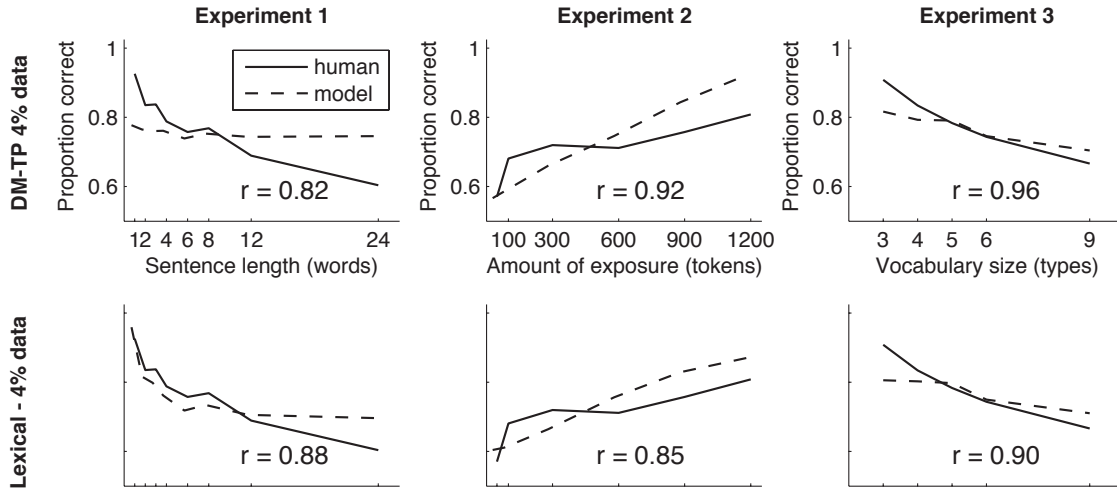 Experiment 1
Experiment 2
Experiment 3
DM-TP 4% data
Proportion correct
1
0.8
0.6
human
model
r = 0.82
12 4 6 8 12 24
Sentence length (words)
Proportion correct
1
0.8
0.6
r = 0.92
100 300 600 900 1200
Amount of exposure (tokens)
Proportion correct
1
0.8
0.6
r = 0.96
3 4 5 6 9
Vocabulary size (types)
Lexical - 4% data
r = 0.88
r = 0.85
r = 0.90